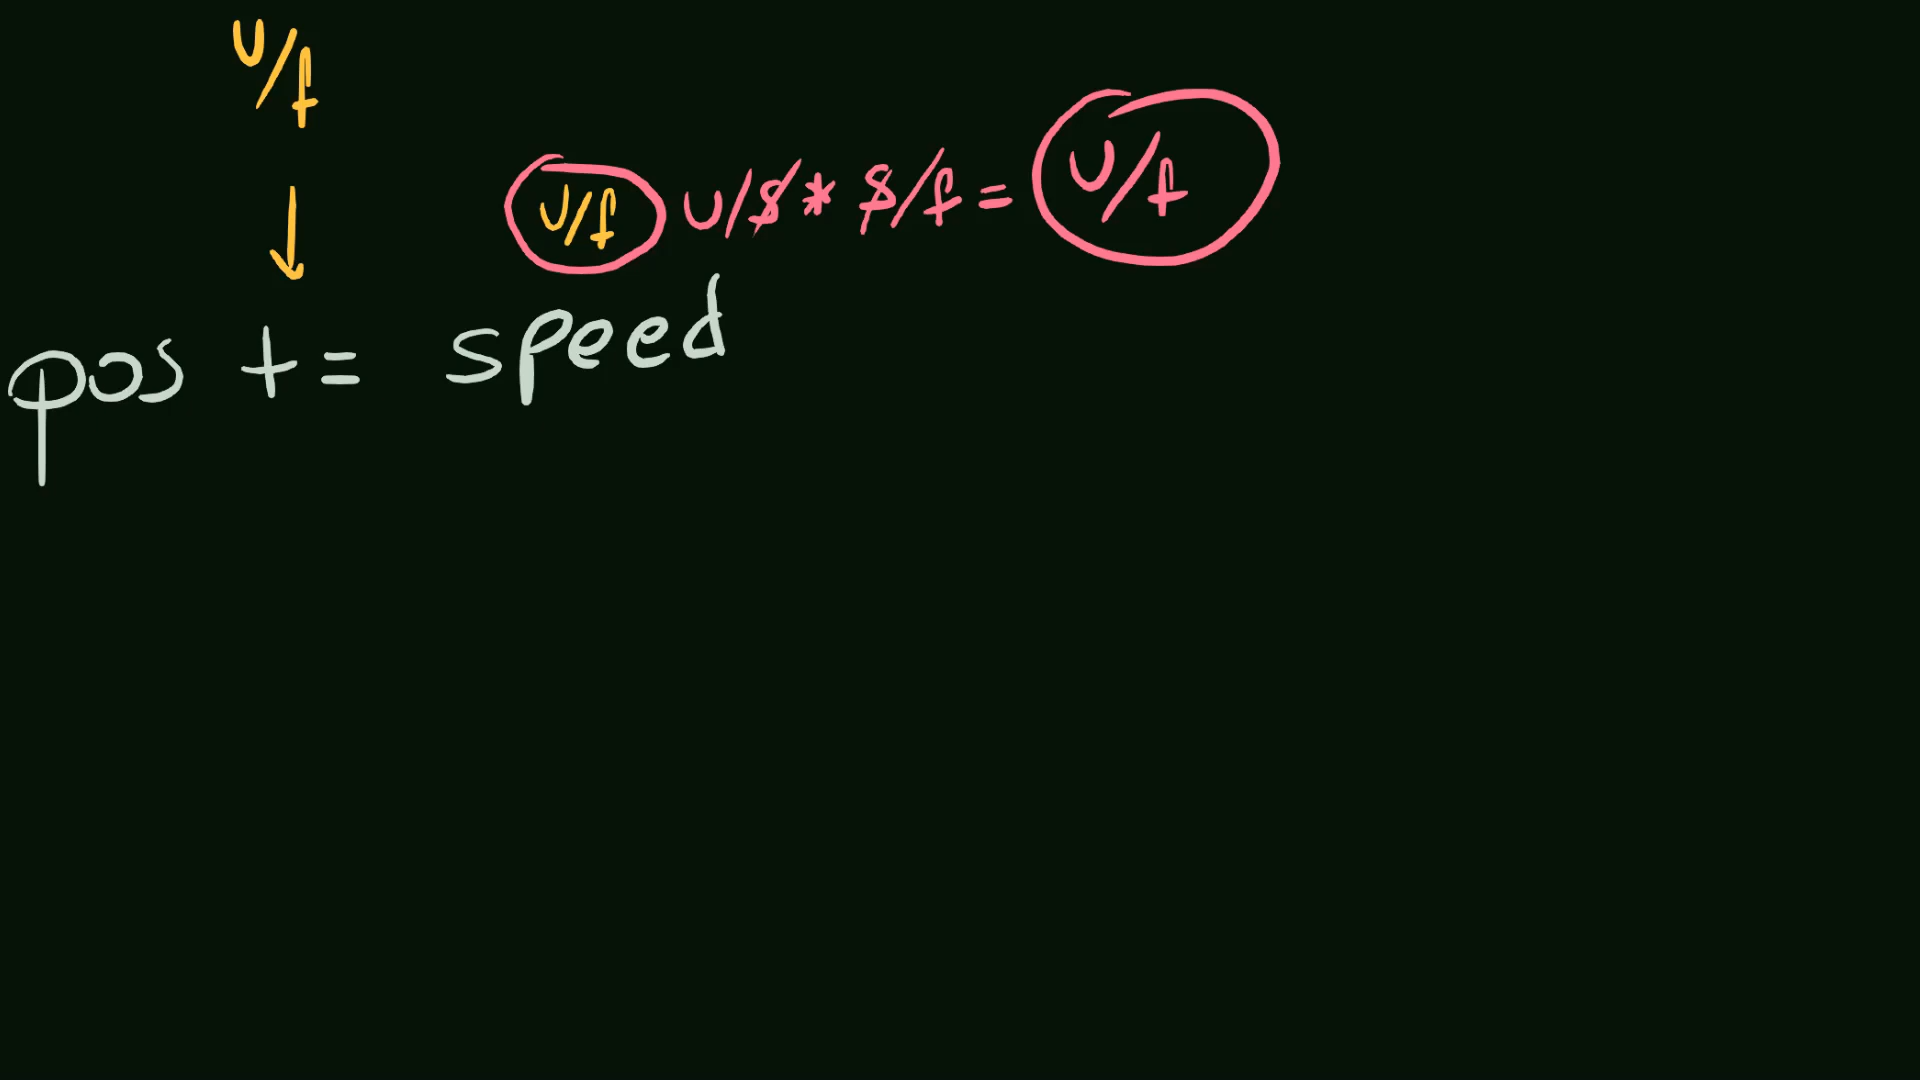 u/f
u/f u/s * s/f = u/f
pos += speed